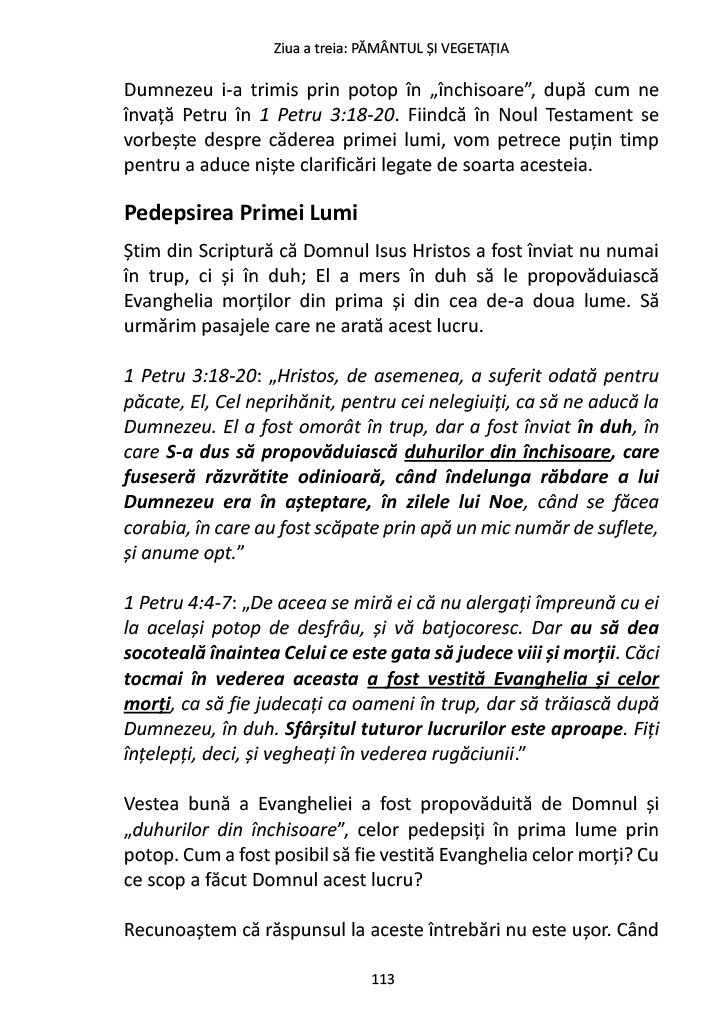 Ziua a treia: PĂMÂNTUL ȘI VEGETAȚIA
Dumnezeu i-a trimis prin potop în „închisoare”, după cum ne
învață Petru în 1 Petru 3:18-20. Fiindcă în Noul Testament se
vorbește despre căderea primei lumi, vom petrece puțin timp
pentru a aduce niște clarificări legate de soarta acesteia.
Pedepsirea Primei Lumi
Știm din Scriptură că Domnul Isus Hristos a fost înviat nu numai
în trup, ci și în duh; El a mers în duh să le propovăduiască
Evanghelia morților din prima și din cea de-a doua lume. Să
urmărim pasajele care ne arată acest lucru.
1 Petru 3:18-20: „Hristos, de asemenea, a suferit odată pentru
păcate, El, Cel neprihănit, pentru cei nelegiuiți, ca să ne aducă la
Dumnezeu. El a fost omorât în trup, dar a fost înviat în duh, în
care S-a dus să propovăduiască duhurilor din închisoare, care
fuseseră răzvrătite odinioară, când îndelunga răbdare a lui
Dumnezeu era în așteptare, în zilele lui Noe, când se făcea
corabia, în care au fost scăpate prin apă un mic număr de suflete,
și anume opt.”
1 Petru 4:4-7: „De aceea se miră ei că nu alergați împreună cu ei
la același potop de desfrâu, și vă batjocoresc. Dar au să dea
socoteală înaintea Celui ce este gata să judece viii și morții. Căci
tocmai în vederea aceasta a fost vestită Evanghelia și celor
morți, ca să fie judecați ca oameni în trup, dar să trăiască după
Dumnezeu, în duh. Sfârșitul tuturor lucrurilor este aproape. Fiți
înțelepți, deci, și vegheați în vederea rugăciunii.”
Vestea bună a Evangheliei a fost propovăduită de Domnul și
„duhurilor din închisoare”, celor pedepsiți în prima lume prin
potop. Cum a fost posibil să fie vestită Evanghelia celor morți? Cu
ce scop a făcut Domnul acest lucru?
Recunoaștem că răspunsul la aceste întrebări nu este ușor. Când
113